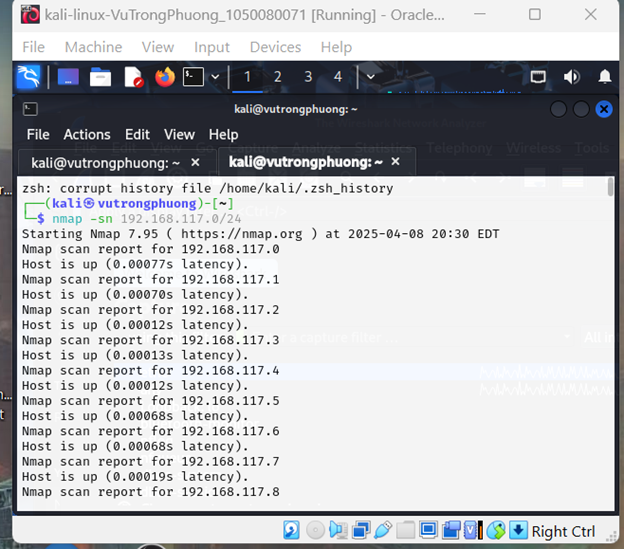 kali-linux-VuTrongPhuong_1050080071 [Running] - Oracle...
File Machine View Input Devices Help
1 2 3 4
kali@vutrongphuong: ~
File Actions Edit View Help
kali@vutrongphuong: ~ × kali@vutrongphuong: ~ ×
zsh: corrupt history file /home/kali/.zsh_history
┌──(kali㉿vutrongphuong)-[~]
└─$ nmap -sn 192.168.117.0/24
Starting Nmap 7.95 ( https://nmap.org ) at 2025-04-08 20:30 EDT
Nmap scan report for 192.168.117.0
Host is up (0.00077s latency).
Nmap scan report for 192.168.117.1
Host is up (0.00070s latency).
Nmap scan report for 192.168.117.2
Host is up (0.00012s latency).
Nmap scan report for 192.168.117.3
Host is up (0.00013s latency).
Nmap scan report for 192.168.117.4
Host is up (0.00012s latency).
Nmap scan report for 192.168.117.5
Host is up (0.00068s latency).
Nmap scan report for 192.168.117.6
Host is up (0.00068s latency).
Nmap scan report for 192.168.117.7
Host is up (0.00019s latency).
Nmap scan report for 192.168.117.8
Right Ctrl